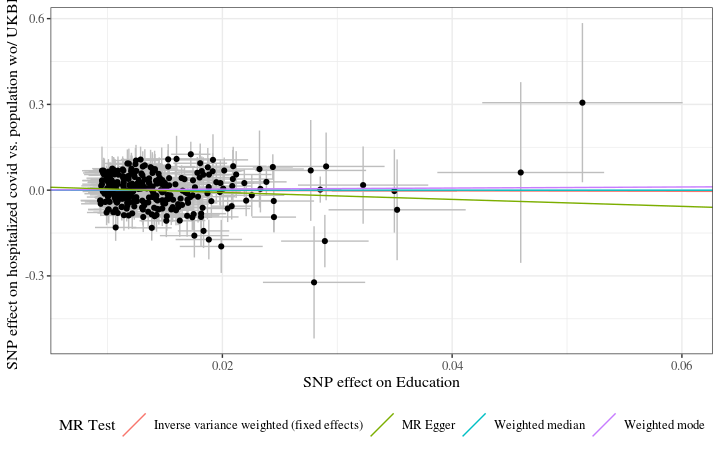 SNP effect on hospitalized covid vs. population wo/ UKBB
0.6
0.3
0.0
-0.3
0.02
0.04
0.06
SNP effect on Education
MR Test
Inverse variance weighted (fixed effects)
MR Egger
Weighted median
Weighted mode